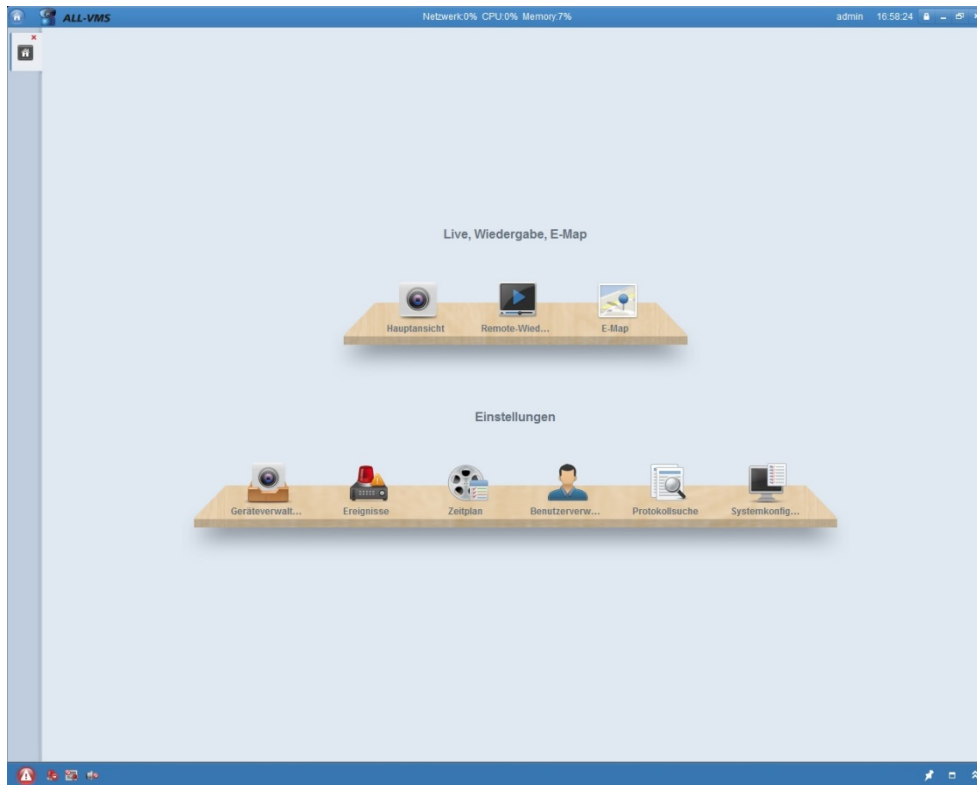 ALL-VMS
Netzwerk:0% CPU:0% Memory:7%
admin 16:58:24
Live, Wiedergabe, E-Map
Hauptansicht
Remote-Wied...
E-Map
Einstellungen
Geräteverwalt...
Ereignisse
Zeitplan
Benutzerverw...
Protokollsuche
Systemkonfig...